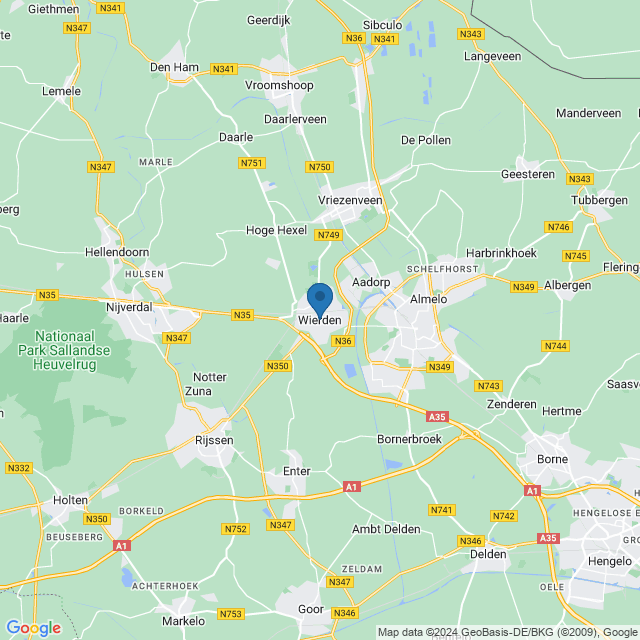 Giethmen
N341
Geerdijk
Sibculo
N347
N36
N341
N343
Langeveen
Den Ham
N341
Lemele
Vroomshoop
Daarlerveen
Manderveen
Daarle
De Pollen
MARLE
N347
N751
N750
Geesteren
N343
Vriezenveen
Tubbergen
berg
Hoge Hexel
N749
N746
Hellendoorn
Harbrinkhoek
N745
HULSEN
SCHELFHORST
Flering
Aadorp
N349
Albergen
N35
Almelo
Nijverdal
Haarle
N35
Wierden
N347
N36
Nationaal
Park Sallandse
Heuvelrug
N744
N350
N349
Notter
Zuna
N743
Saasve
Zenderen
Hertme
A35
Rijssen
Bornerbroek
Borne
N332
Enter
A1
A1
Holten
BORKELD
N741
N742
HENGELOSE E
N350
N752
N347
Ambt Delden
BEUSEBERG
A1
N346
A35
GRO
Delden
Hengelo
ZELDAM
ACHTERHOEK
N347
OELE
Markelo
N753
Goor
N346
Google
Map data ©2024 GeoBasis-DE/BKG (©2009), Google